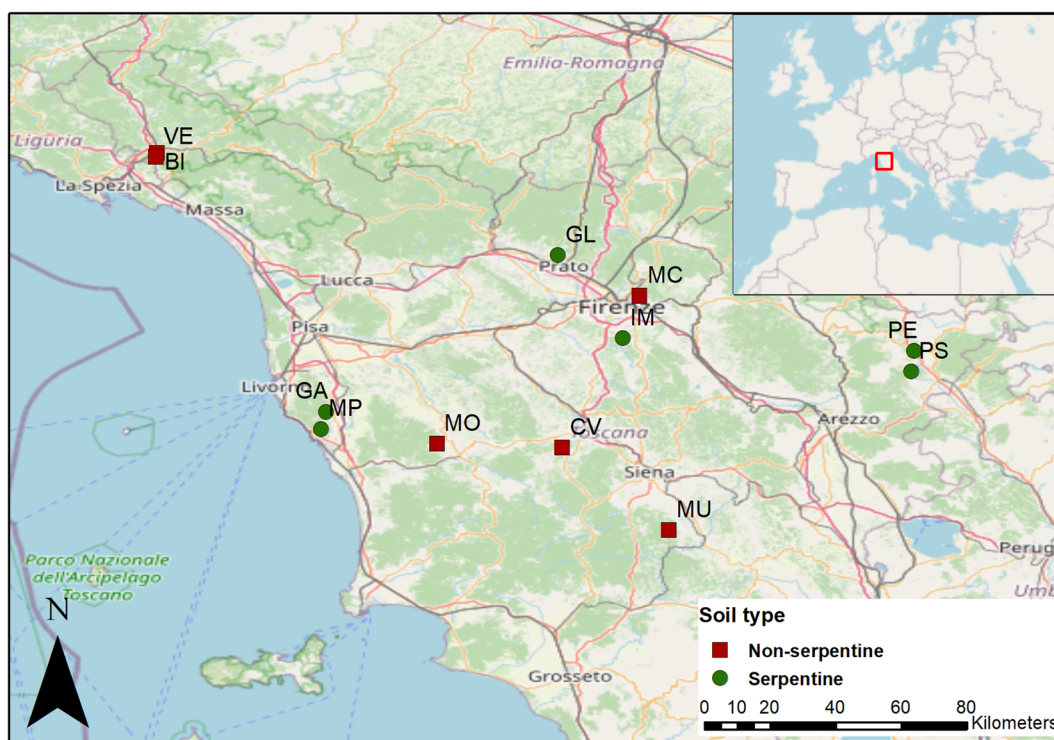 Emilia-Romagna
Liguria
VE
BI
La Spezia
Massa
GL
Prato
MC
Firenze
IM
Lucca
Pisa
PE
PS
Livorn
GA
MP
MO
CV
Toscana
Arezzo
Siena
MU
Perug
Parco Nazionale
dell'Arcipelago
Toscano
Umb
N
Grosseto
Soil type
Non-serpentine
Serpentine
0 10 20 40 60 80
Kilometers